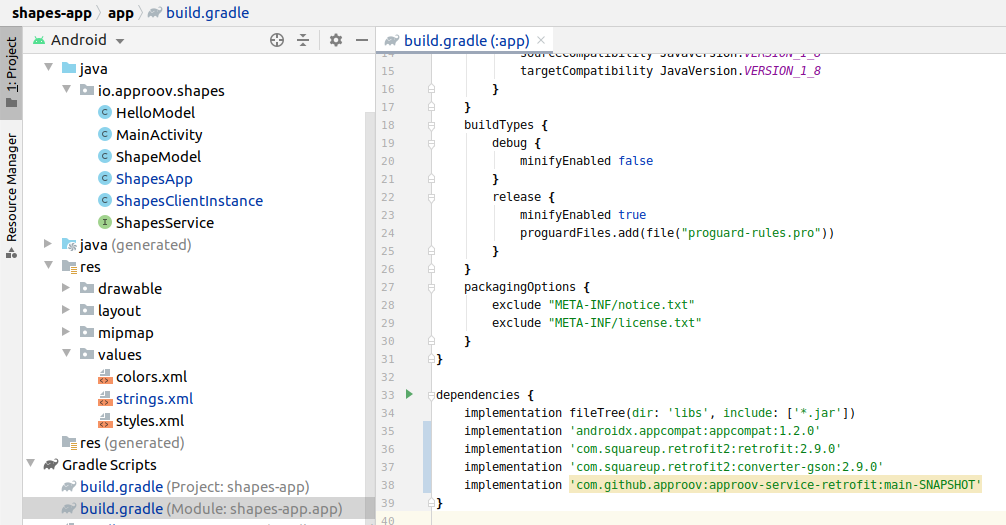 shapes-app app build.gradle
1: Project
Resource Manager
Android
java
io.approov.shapes
HelloModel
MainActivity
ShapeModel
ShapesApp
ShapesClientInstance
ShapesService
java (generated)
res
drawable
layout
mipmap
values
colors.xml
strings.xml
styles.xml
res (generated)
Gradle Scripts
build.gradle (Project: shapes-app)
build.gradle (Module: shapes-app.app)
build.gradle (:app)
14 sourceCompatibility JavaVersion.VERSION_1_8
15 targetCompatibility JavaVersion.VERSION_1_8
16 }
17 }
18 buildTypes {
19 debug {
20 minifyEnabled false
21 }
22 release {
23 minifyEnabled true
24 proguardFiles.add(file("proguard-rules.pro"))
25 }
26 }
27 packagingOptions {
28 exclude "META-INF/notice.txt"
29 exclude "META-INF/license.txt"
30 }
31 }
32
33 dependencies {
34 implementation fileTree(dir: 'libs', include: ['*.jar'])
35 implementation 'androidx.appcompat:appcompat:1.2.0'
36 implementation 'com.squareup.retrofit2:retrofit:2.9.0'
37 implementation 'com.squareup.retrofit2:converter-gson:2.9.0'
38 implementation 'com.github.approov:approov-service-retrofit:main-SNAPSHOT'
39 }
40